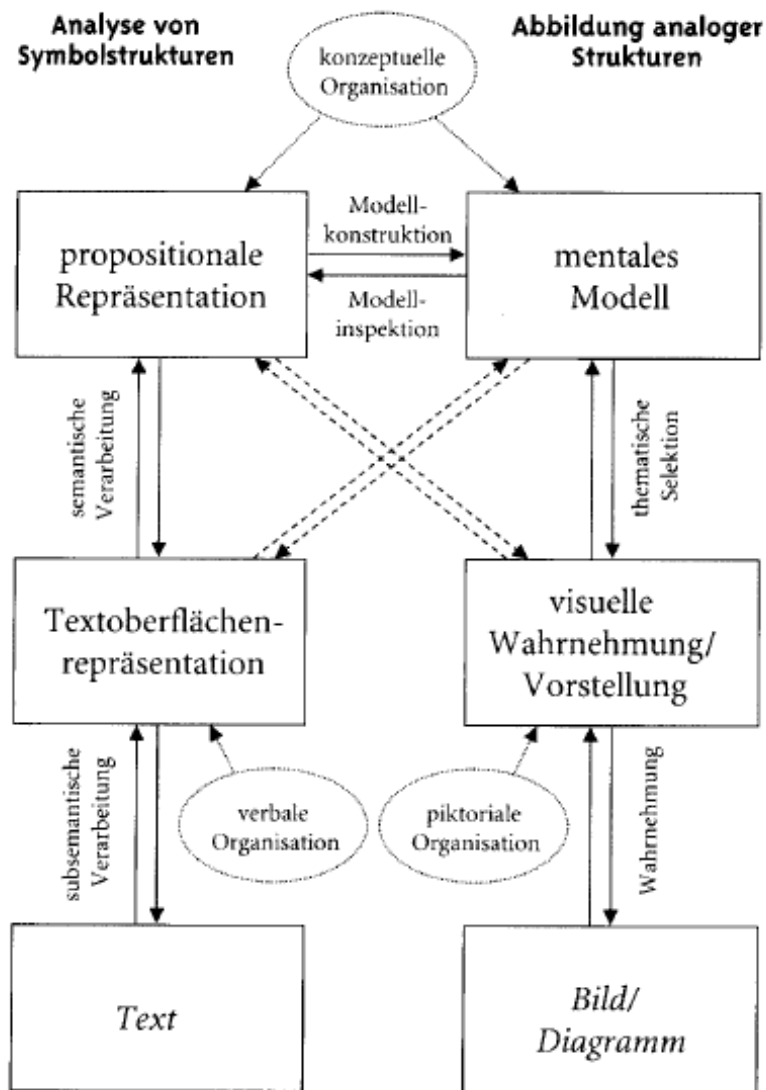 Analyse von
Symbolstrukturen
Abbildung analoger
Strukturen
konzeptuelle
Organisation
propositionale
Repräsentation
Modell-
konstruktion
Modell-
inspektion
mentales
Modell
semantische
Verarbeitung
thematische
Selektion
Textoberflächen-
repräsentation
visuelle
Wahrnehmung/
Vorstellung
subsemantische
Verarbeitung
verbale
Organisation
piktoriale
Organisation
Wahrnehmung
Text
Bild/
Diagramm